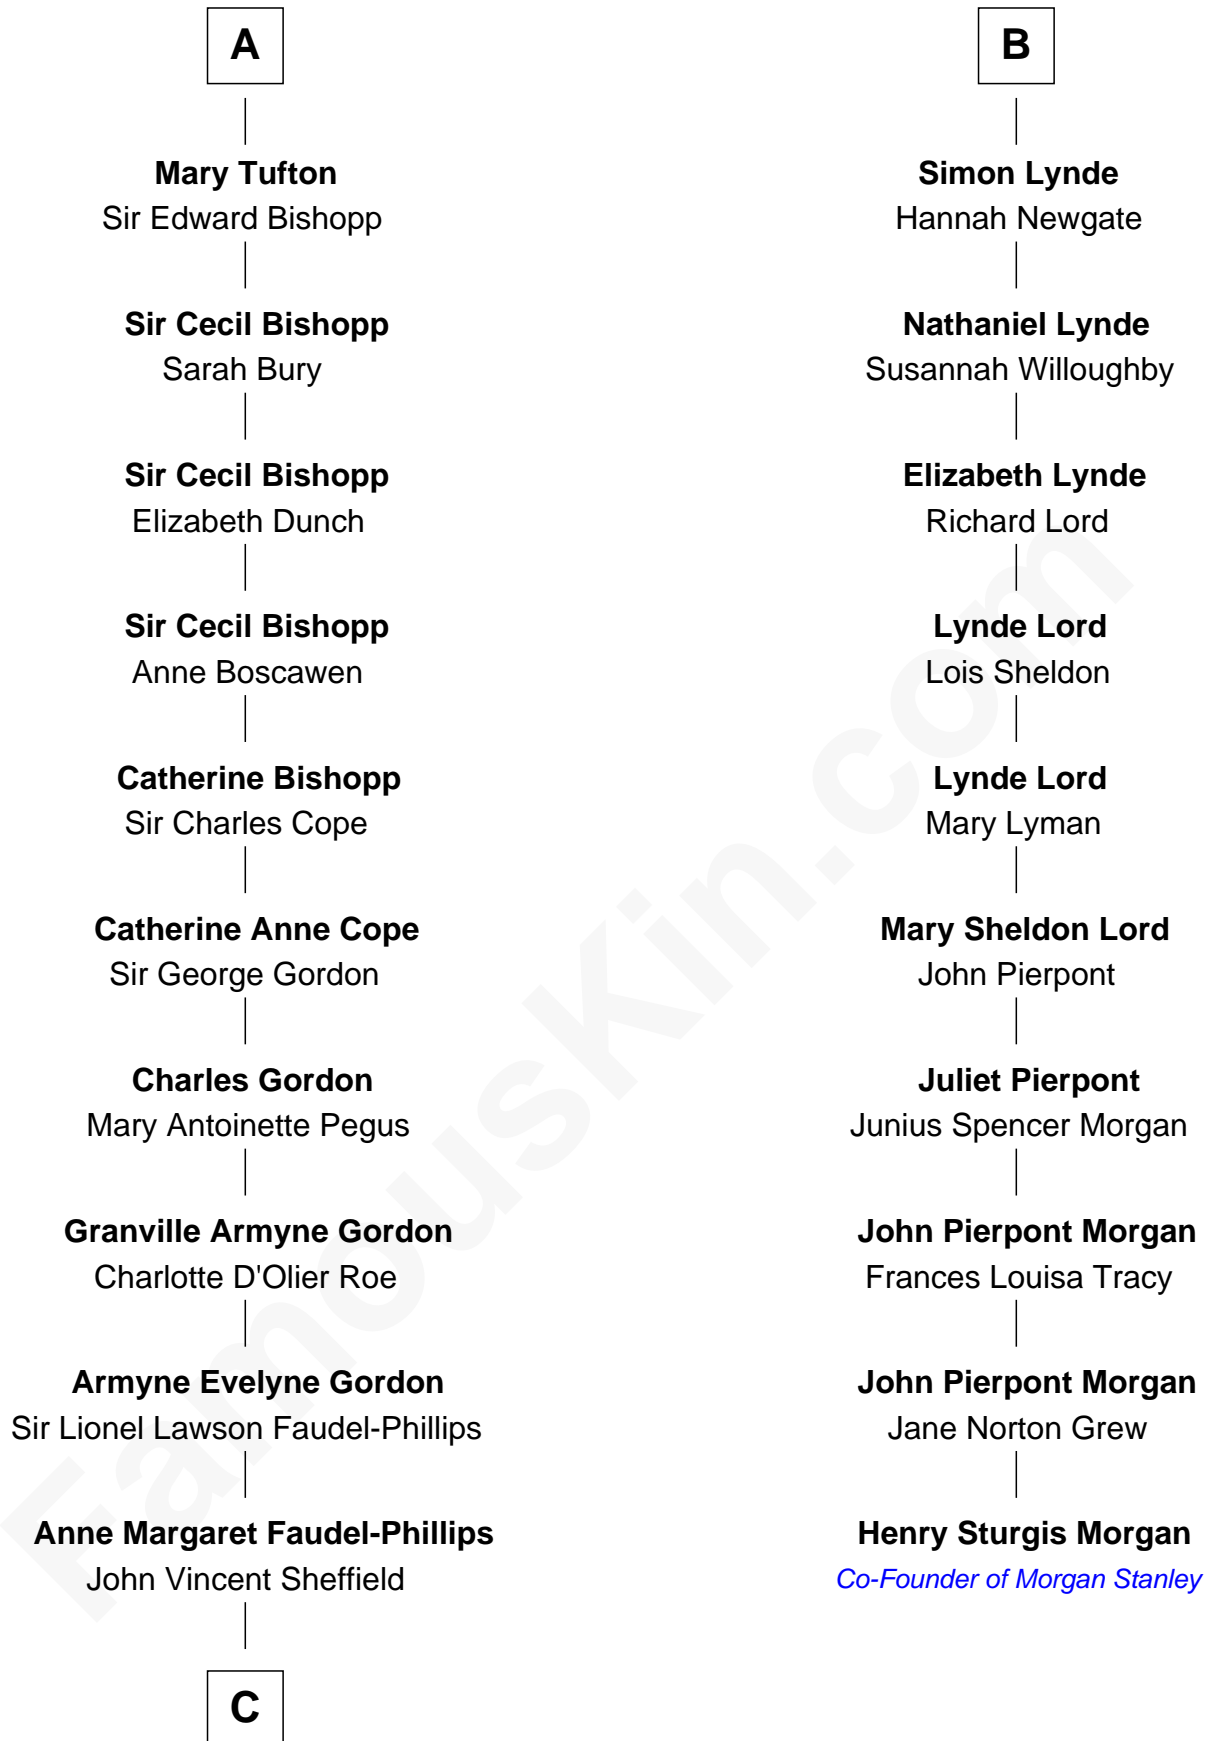 A
Mary Tufton
Sir Edward Bishopp
Sir Cecil Bishopp
Sarah Bury
Sir Cecil Bishopp
Elizabeth Dunch
Sir Cecil Bishopp
Anne Boscawen
Catherine Bishopp
Sir Charles Cope
Catherine Anne Cope
Sir George Gordon
Charles Gordon
Mary Antoinette Pegus
Granville Armyne Gordon
Charlotte D'Olier Roe
Armyne Evelyne Gordon
Sir Lionel Lawson Faudel-Phillips
Anne Margaret Faudel-Phillips
John Vincent Sheffield
C
B
Simon Lynde
Hannah Newgate
Nathaniel Lynde
Susannah Willoughby
Elizabeth Lynde
Richard Lord
Lynde Lord
Lois Sheldon
Lynde Lord
Mary Lyman
Mary Sheldon Lord
John Pierpont
Juliet Pierpont
Junius Spencer Morgan
John Pierpont Morgan
Frances Louisa Tracy
John Pierpont Morgan
Jane Norton Grew
Henry Sturgis Morgan
Co-Founder of Morgan Stanley
FamousKin.com